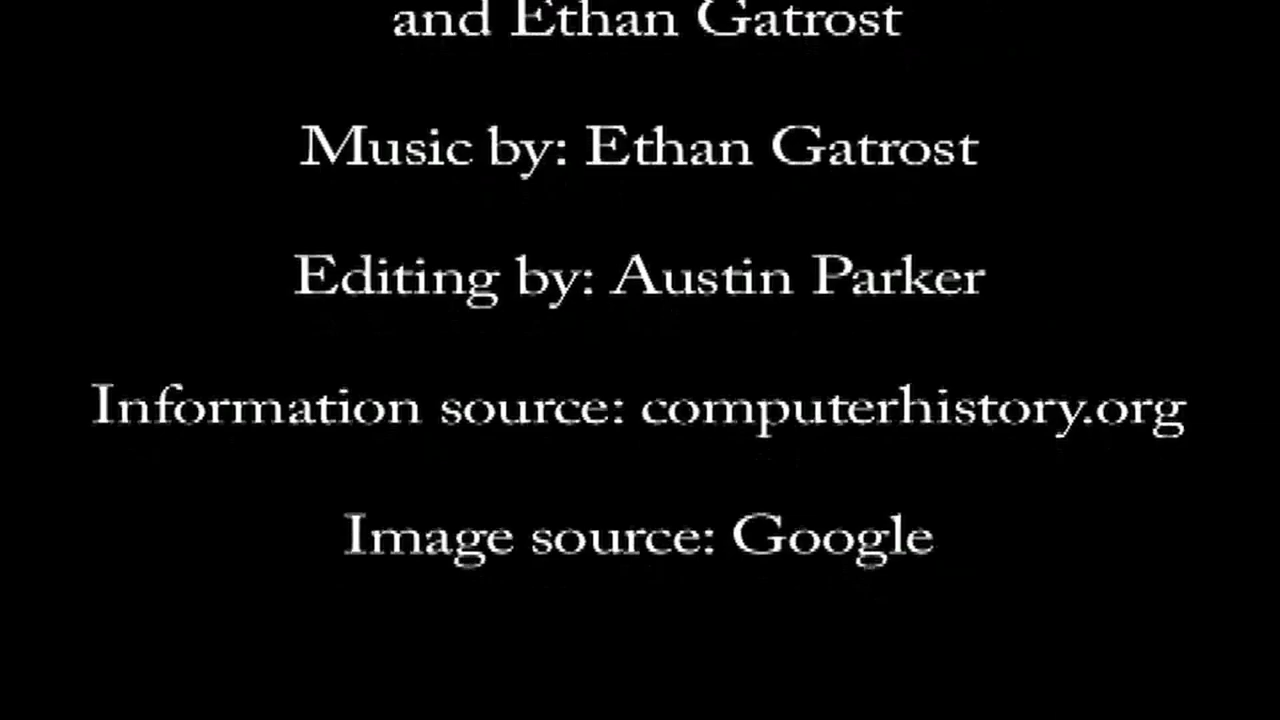 and Ethan Gatrost
Music by: Ethan Gatrost
Editing by: Austin Parker
Information source: computerhistory.org
Image source: Google